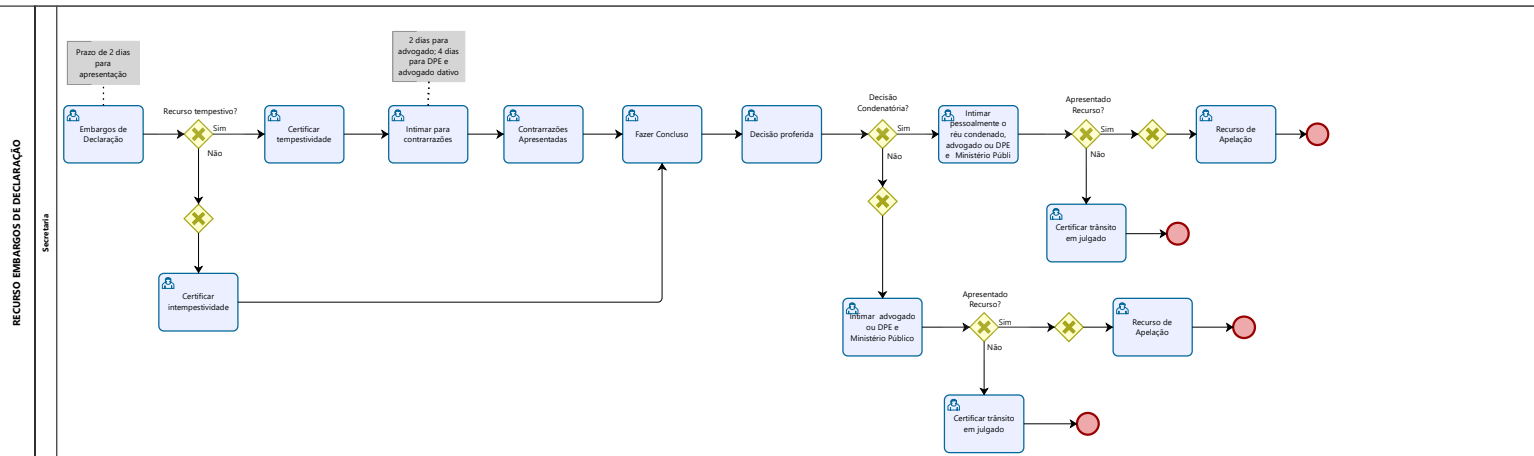 RECURSO EMBARGOS DE DECLARAÇÃO
Secretaria
Prazo de 2 dias
para
apresentação
2 dias para
advogado; 4 dias
para DPE e
advogado dativo
Embargos de
Declaração
Recurso tempestivo?
Sim
Não
Certificar
tempestividade
Intimar para
contrarrazões
Contrarrazões
Apresentadas
Fazer Concluso
Decisão proferida
Decisão
Condenatória?
Sim
Não
Intimar
pessoalmente o
réu condenado,
advogado ou DPE
e Ministério Públi
Apresentado
Recurso?
Sim
Não
Recurso de
Apelação
Certificar trânsito
em julgado
Certificar
intempestividade
Intimar advogado
ou DPE e
Ministério Público
Apresentado
Recurso?
Sim
Não
Recurso de
Apelação
Certificar trânsito
em julgado